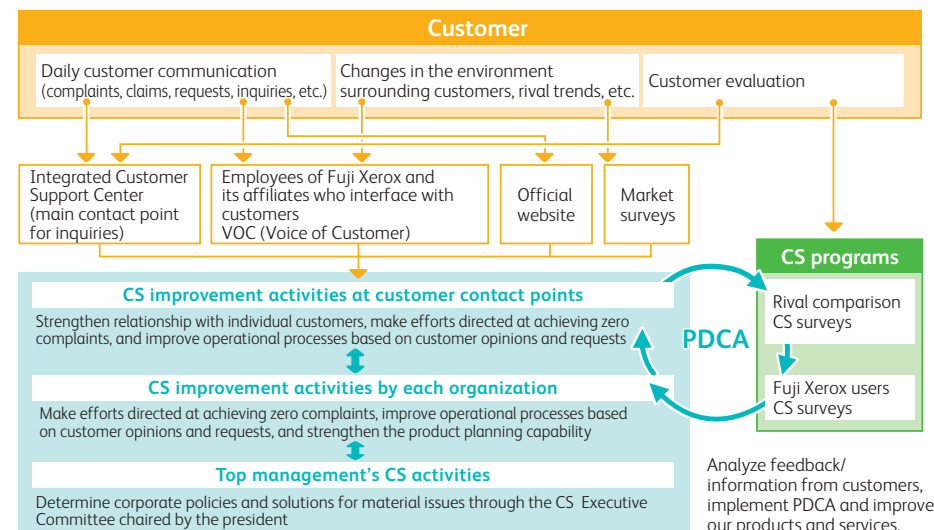 Customer
Daily customer communication
(complaints, claims, requests, inquiries, etc.)
Changes in the environment
surrounding customers, rival trends, etc.
Customer evaluation
Integrated Customer
Support Center
(main contact point
for inquiries)
Employees of Fuji Xerox and
its affiliates who interface with
customers
VOC (Voice of Customer)
Official
website
Market
surveys
CS programs
Rival comparison
CS surveys
Fuji Xerox users
CS surveys
PDCA
CS improvement activities at customer contact points
Strengthen relationship with individual customers, make efforts directed at achieving zero
complaints, and improve operational processes based on customer opinions and requests
CS improvement activities by each organization
Make efforts directed at achieving zero complaints, improve operational processes based
on customer opinions and requests, and strengthen the product planning capability
Top management's CS activities
Determine corporate policies and solutions for material issues through the CS Executive
Committee chaired by the president
Analyze feedback/
information from customers,
implement PDCA and improve
our products and services.